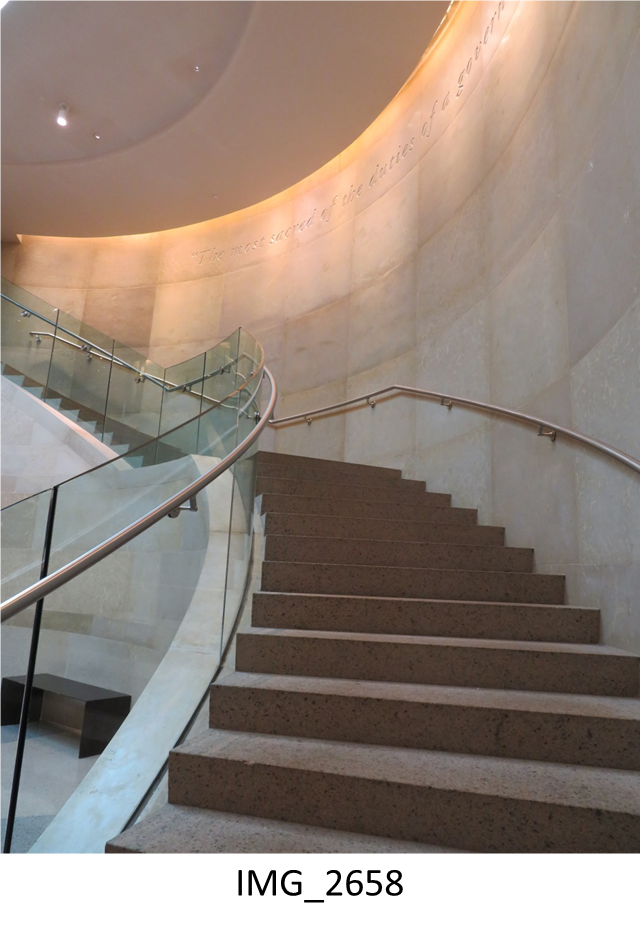 The most sacred of the duties of a govern
IMG_2658